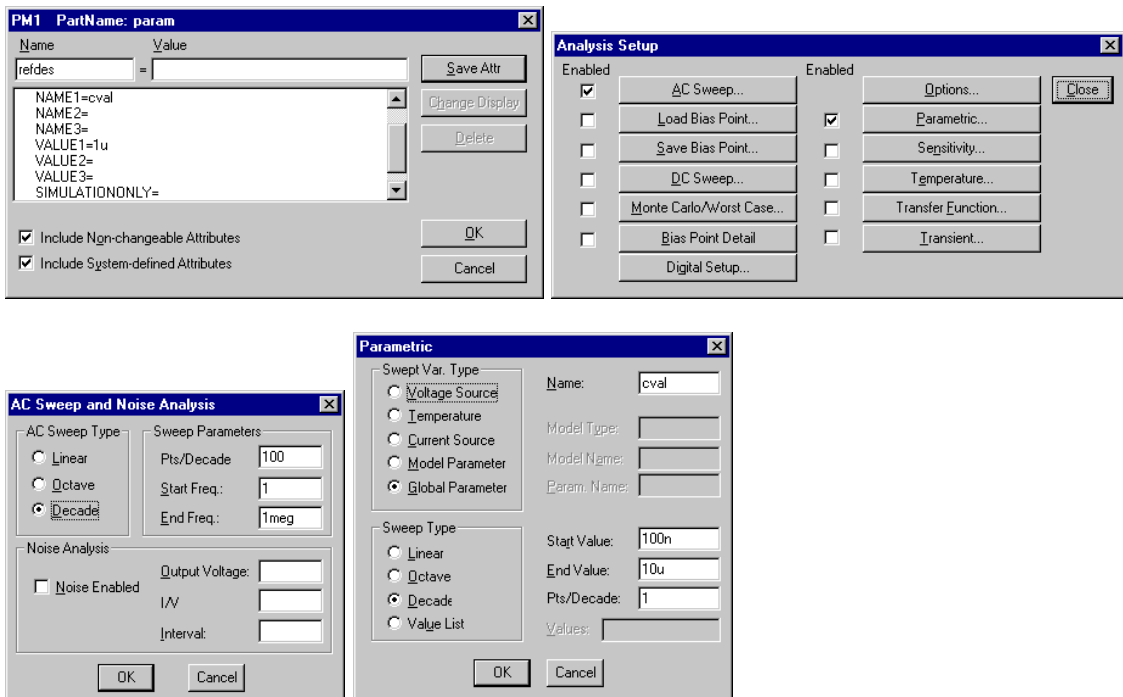 PM1 PartName: param
Name Value
refdes = Save Attr
NAME1=cval
NAME2=
NAME3=
VALUE1=1u
VALUE2=
VALUE3=
SIMULATIONONLY=
Change Display
Delete
Include Non-changeable Attributes
Include System-defined Attributes
OK
Cancel
Analysis Setup
Enabled Enabled
AC Sweep... Options... Close
Load Bias Point... Parametric...
Save Bias Point... Sensitivity...
DC Sweep... Temperature...
Monte Carlo/Worst Case... Transfer Function...
Bias Point Detail Transient...
Digital Setup...
AC Sweep and Noise Analysis
AC Sweep Type
Linear
Octave
Decade
Sweep Parameters
Pts/Decade 100
Start Freq.: 1
End Freq.: 1meg
Noise Analysis
Noise Enabled
Output Voltage:
I/V
Interval:
OK Cancel
Parametric
Swept Var. Type
Voltage Source
Temperature
Current Source
Model Parameter
Global Parameter
Name: cval
Model Type:
Model Name:
Param. Name:
Sweep Type
Linear
Octave
Decade
Value List
Start Value: 100n
End Value: 10u
Pts/Decade: 1
Values:
OK Cancel